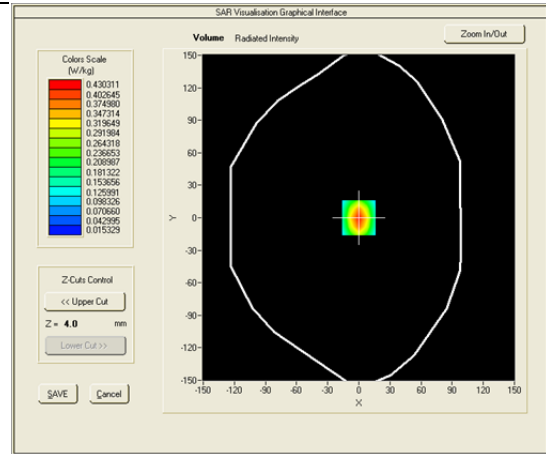 SAR Visualisation Graphical Interface
Volume Radiated Intensity
Zoom In/Out
Colors Scale
(W/kg)
0.430311
0.402645
0.374980
0.347314
0.319649
0.291984
0.264318
0.236653
0.208987
0.181322
0.153656
0.125991
0.098326
0.070660
0.042995
0.015329
Z-Cuts Control
<< Upper Cut
Z = 4.0 mm
Lower Cut >>
SAVE Cancel
150
120
90
60
30
Y 0
-30
-60
-90
-120
-150
-150 -120 -90 -60 -30 0 30 60 90 120 150
X